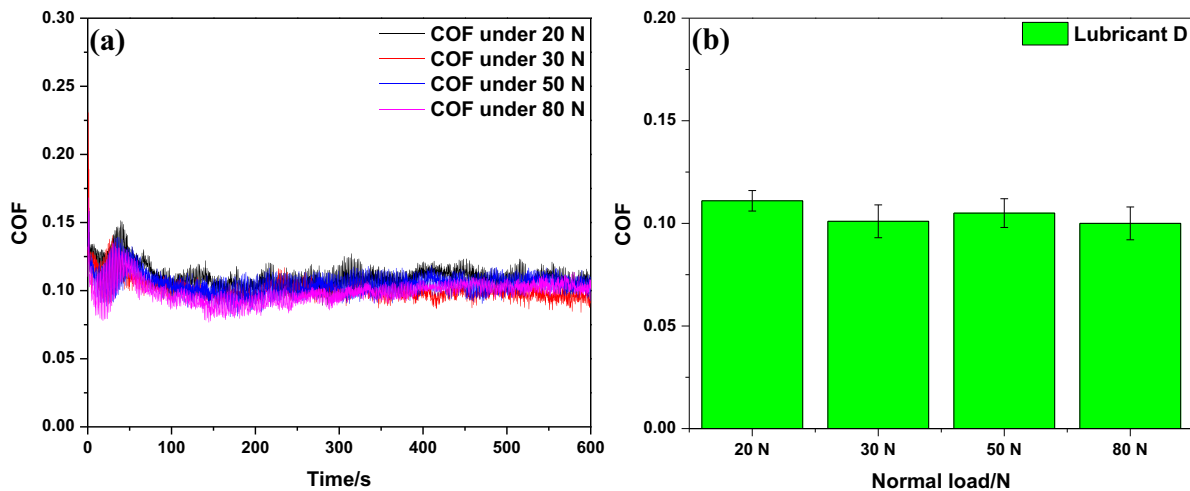 (a)
COF under 20 N
COF under 30 N
COF under 50 N
COF under 80 N
0.30
0.25
0.20
0.15
0.10
0.05
0.00
COF
0 100 200 300 400 500 600
Time/s
(b)
Lubricant D
0.20
0.15
0.10
0.05
0.00
COF
20 N 30 N 50 N 80 N
Normal load/N